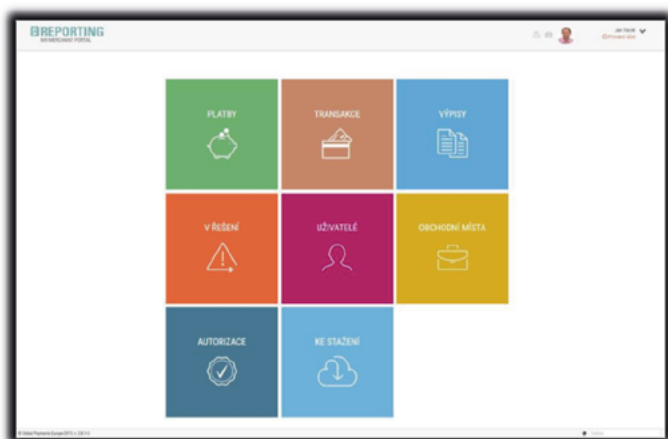 REPORTING
MY MERCHANT PORTAL
PLATBY
TRANSAKCE
VÝPISY
V ŘEŠENÍ
UŽIVATELÉ
OBCHODNÍ MÍSTA
AUTORIZACE
KE STAŽENÍ